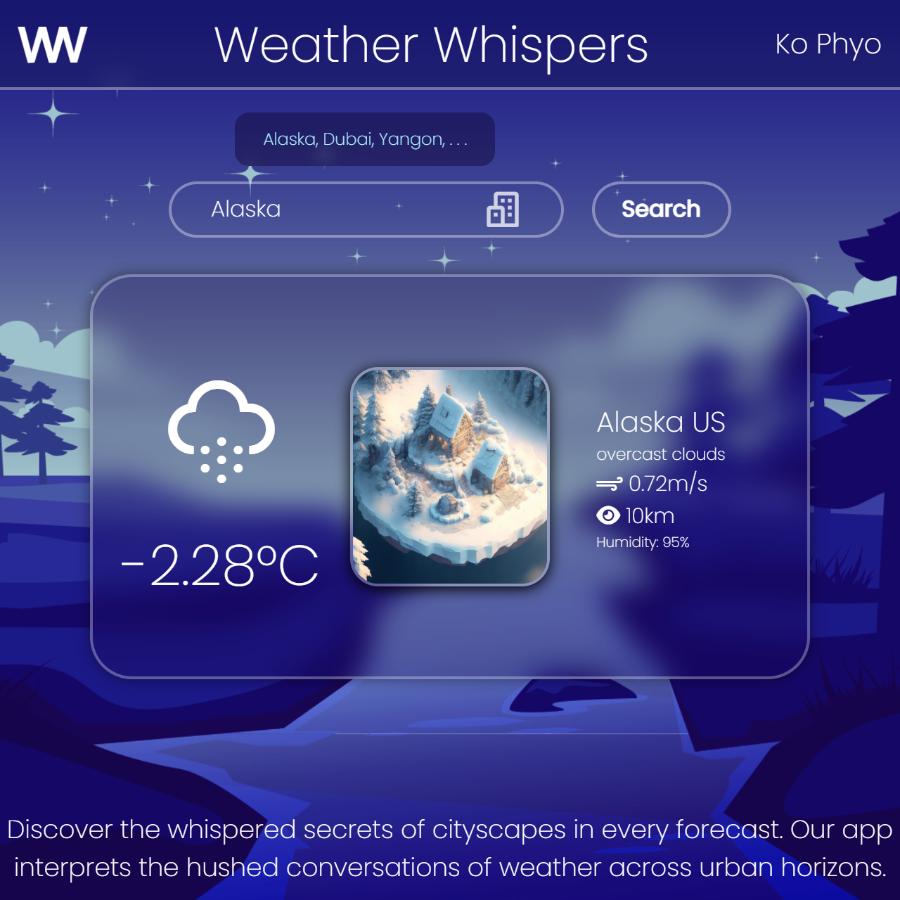 W
Weather Whispers
Ko Phyo
Alaska, Dubai, Yangon, . . .
Alaska
Search
Alaska US
overcast clouds
0.72m/s
10km
Humidity: 95%
-2.28°C
Discover the whispered secrets of cityscapes in every forecast. Our app
interprets the hushed conversations of weather across urban horizons.